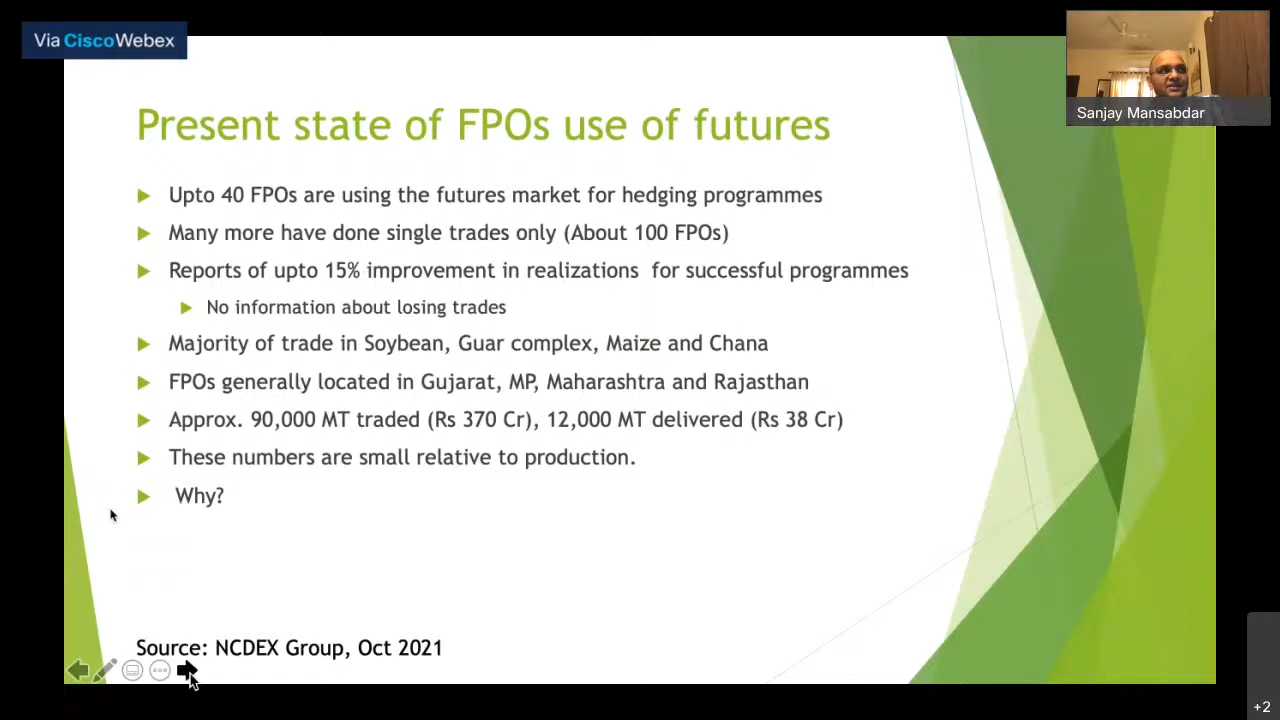 Via CiscoWebex
Sanjay Mansabdar
Present state of FPOs use of futures
Upto 40 FPOs are using the futures market for hedging programmes
Many more have done single trades only (About 100 FPOs)
Reports of upto 15% improvement in realizations for successful programmes
No information about losing trades
Majority of trade in Soybean, Guar complex, Maize and Chana
FPOs generally located in Gujarat, MP, Maharashtra and Rajasthan
Approx. 90,000 MT traded (Rs 370 Cr), 12,000 MT delivered (Rs 38 Cr)
These numbers are small relative to production.
Why?
Source: NCDEX Group, Oct 2021
+2